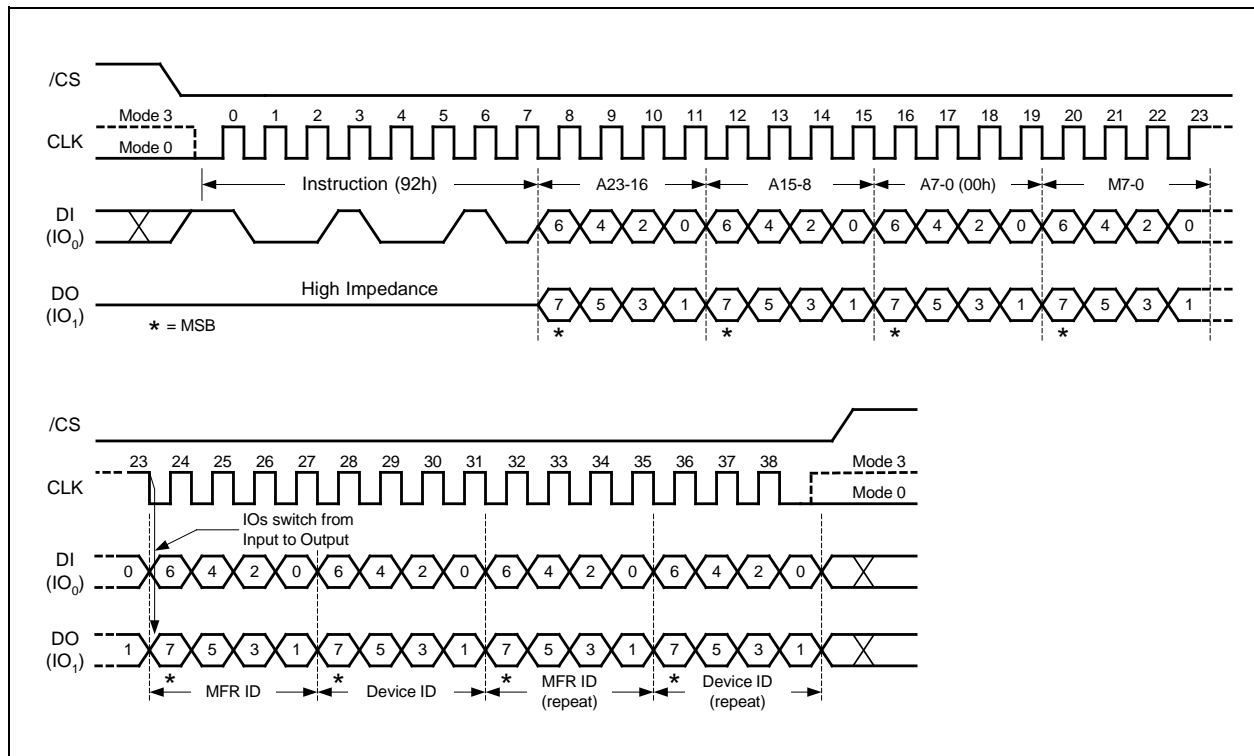 /CS
Mode 3 0 1 2 3 4 5 6 7 8 9 10 11 12 13 14 15 16 17 18 19 20 21 22 23
CLK
Mode 0
Instruction (92h) A23-16 A15-8 A7-0 (00h) M7-0
DI
(IO0) 6 4 2 0 6 4 2 0 6 4 2 0 6 4 2 0
High Impedance
DO
(IO1) 7 5 3 1 7 5 3 1 7 5 3 1 7 5 3 1
* = MSB * * * *
/CS
23 24 25 26 27 28 29 30 31 32 33 34 35 36 37 38 Mode 3
CLK
Mode 0
IOs switch from
Input to Output
DI
(IO0) 0 6 4 2 0 6 4 2 0 6 4 2 0 6 4 2 0
DO
(IO1) 1 7 5 3 1 7 5 3 1 7 5 3 1 7 5 3 1
* * * *
MFR ID Device ID MFR ID Device ID
(repeat) (repeat)